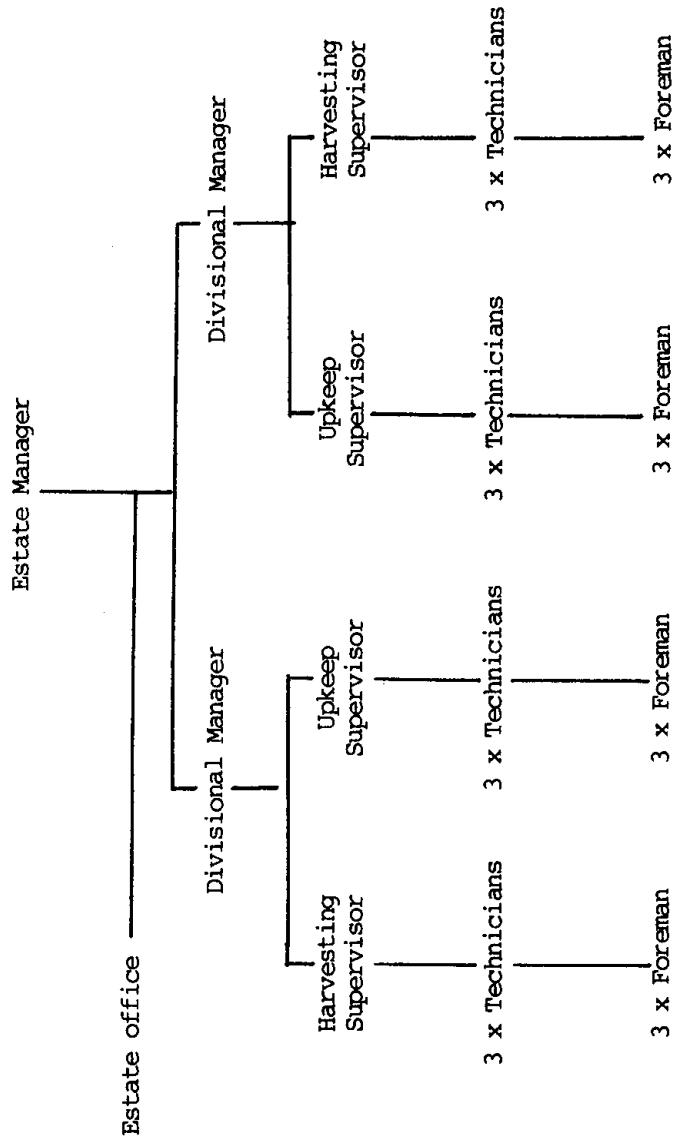 Estate Manager
Estate office
Divisional Manager
Divisional Manager
Harvesting
Supervisor
Upkeep
Supervisor
Upkeep
Supervisor
Harvesting
Supervisor
3 x Technicians
3 x Technicians
3 x Technicians
3 x Technicians
3 x Foreman
3 x Foreman
3 x Foreman
3 x Foreman